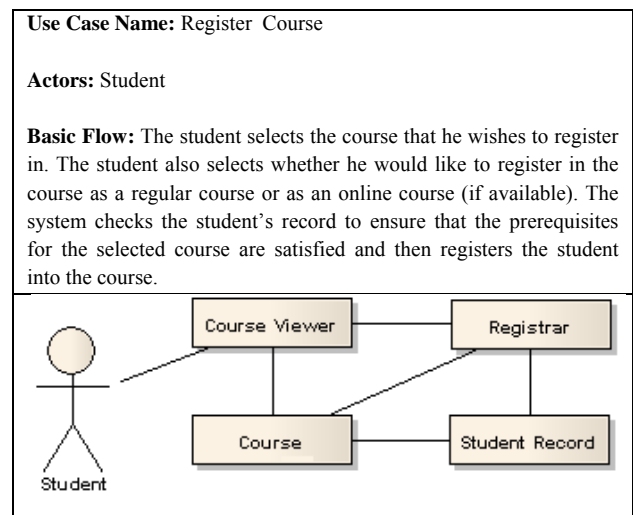 Use Case Name: Register Course
Actors: Student
Basic Flow: The student selects the course that he wishes to register
in. The student also selects whether he would like to register in the
course as a regular course or as an online course (if available). The
system checks the student's record to ensure that the prerequisites
for the selected course are satisfied and then registers the student
into the course.
Course Viewer
Registrar
Course
Student Record
Student